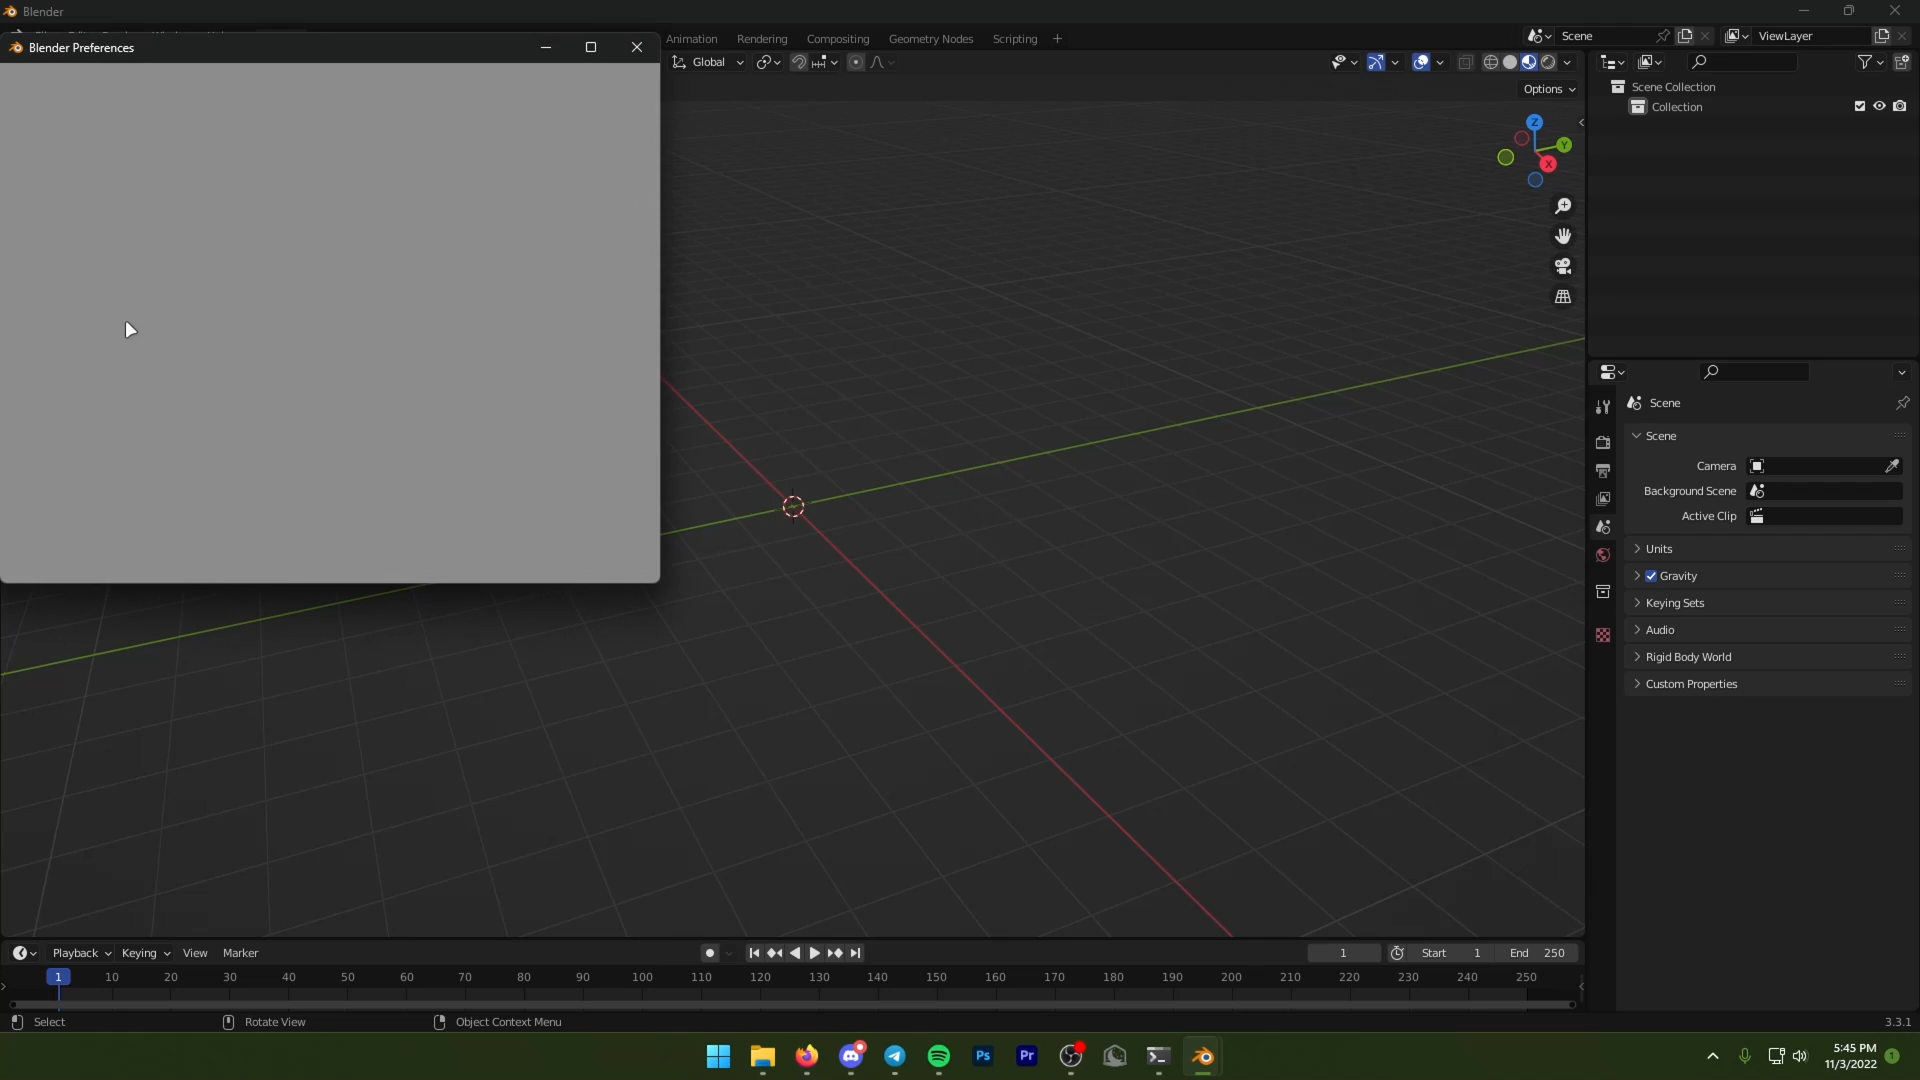 Blender
Blender Preferences
Animation
Rendering
Compositing
Geometry Nodes
Scripting
+
Scene
ViewLayer
Global
Options
Z
Y
X
Scene Collection
Collection
Scene
Scene
Camera
Background Scene
Active Clip
Units
Gravity
Keying Sets
Audio
Rigid Body World
Custom Properties
Playback
Keying
View
Marker
1
Start 1
End 250
1 10 20 30 40 50 60 70 80 90 100 110 120 130 140 150 160 170 180 190 200 210 220 230 240 250
Select
Rotate View
Object Context Menu
3.3.1
Ps
Pr
5:45 PM
11/3/2022
1